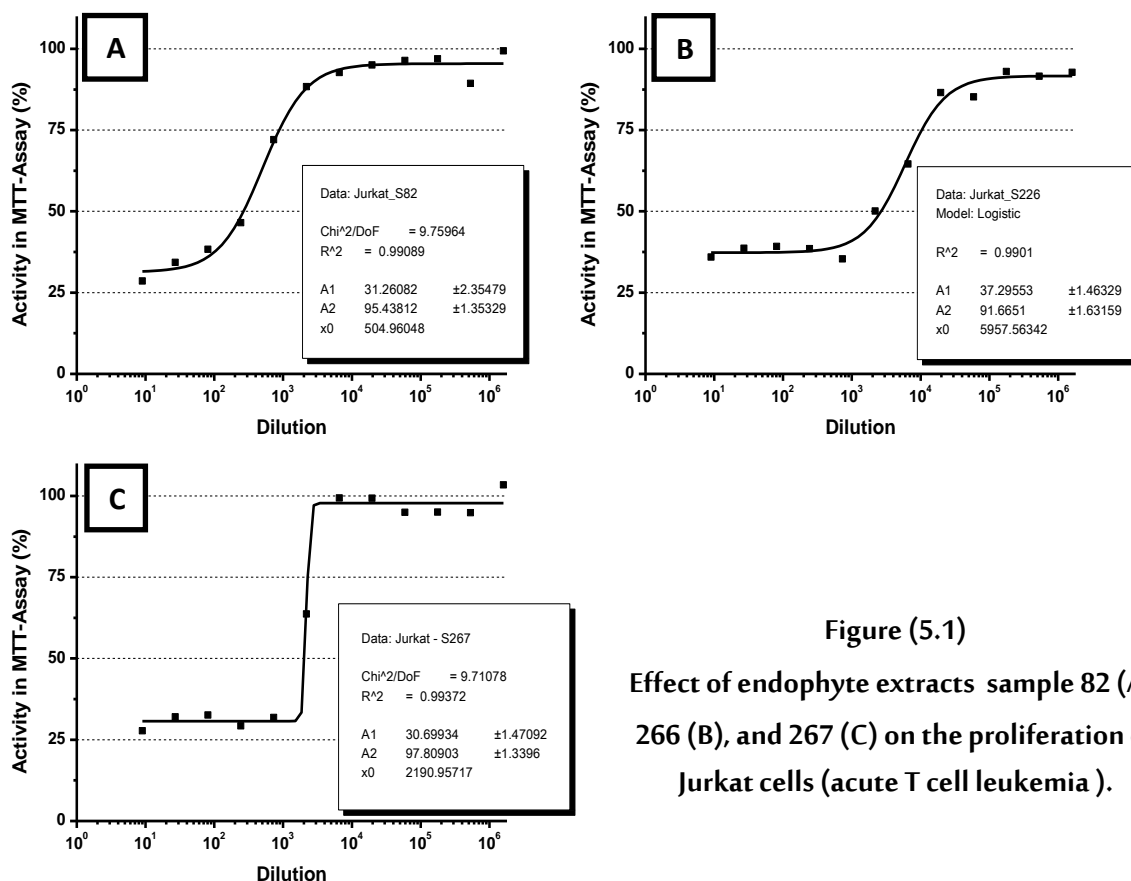 A
Activity in MTT-Assay (%)
100
75
50
25
0
Data: Jurkat_S82
Chi^2/DoF = 9.75964
R^2 = 0.99089
A1 31.26082 ±2.35479
A2 95.43812 ±1.35329
x0 504.96048
10^0 10^1 10^2 10^3 10^4 10^5 10^6
Dilution
B
Activity in MTT-Assay (%)
100
75
50
25
0
Data: Jurkat_S226
Model: Logistic
R^2 = 0.9901
A1 37.29553 ±1.46329
A2 91.6651 ±1.63159
x0 5957.56342
10^0 10^1 10^2 10^3 10^4 10^5 10^6
Dilution
C
Activity in MTT-Assay (%)
100
75
50
25
0
Data: Jurkat - S267
Chi^2/DoF = 9.71078
R^2 = 0.99372
A1 30.69934 ±1.47092
A2 97.80903 ±1.3396
x0 2190.95717
10^0 10^1 10^2 10^3 10^4 10^5 10^6
Dilution
Figure (5.1)
Effect of endophyte extracts sample 82 (
266 (B), and 267 (C) on the proliferation
Jurkat cells (acute T cell leukemia ).